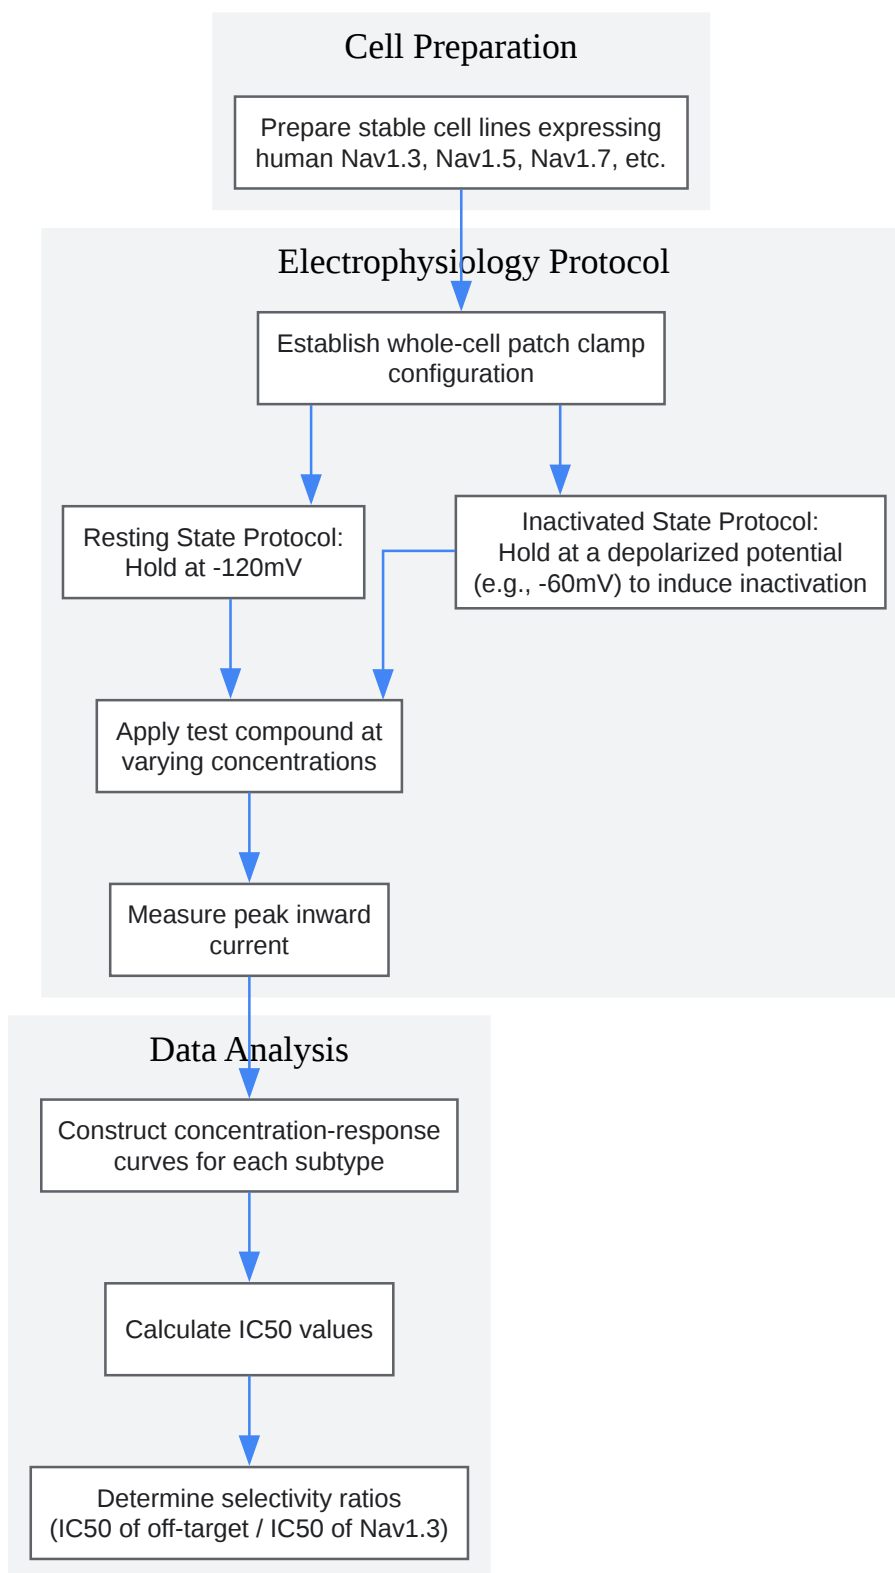 Cell Preparation
Prepare stable cell lines expressing
human Nav1.3, Nav1.5, Nav1.7, etc.
Electrophysiology Protocol
Establish whole-cell patch clamp
configuration
Resting State Protocol:
Hold at -120mV
Inactivated State Protocol:
Hold at a depolarized potential
(e.g., -60mV) to induce inactivation
Apply test compound at
varying concentrations
Measure peak inward
current
Data Analysis
Construct concentration-response
curves for each subtype
Calculate IC50 values
Determine selectivity ratios
(IC50 of off-target / IC50 of Nav1.3)